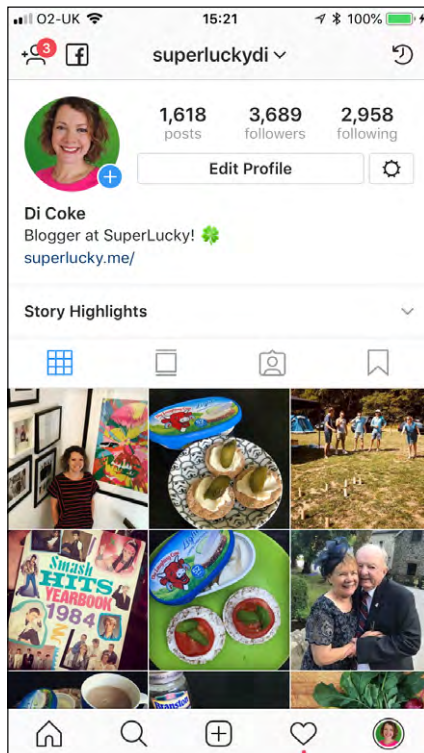 O2-UK 15:21 100%
3 superluckydi
1,618 3,689 2,958
posts followers following
Edit Profile
Di Coke
Blogger at SuperLucky! 🍀
superlucky.me/
Story Highlights
Smash
HITS
YEARBOOK
1984
Branston